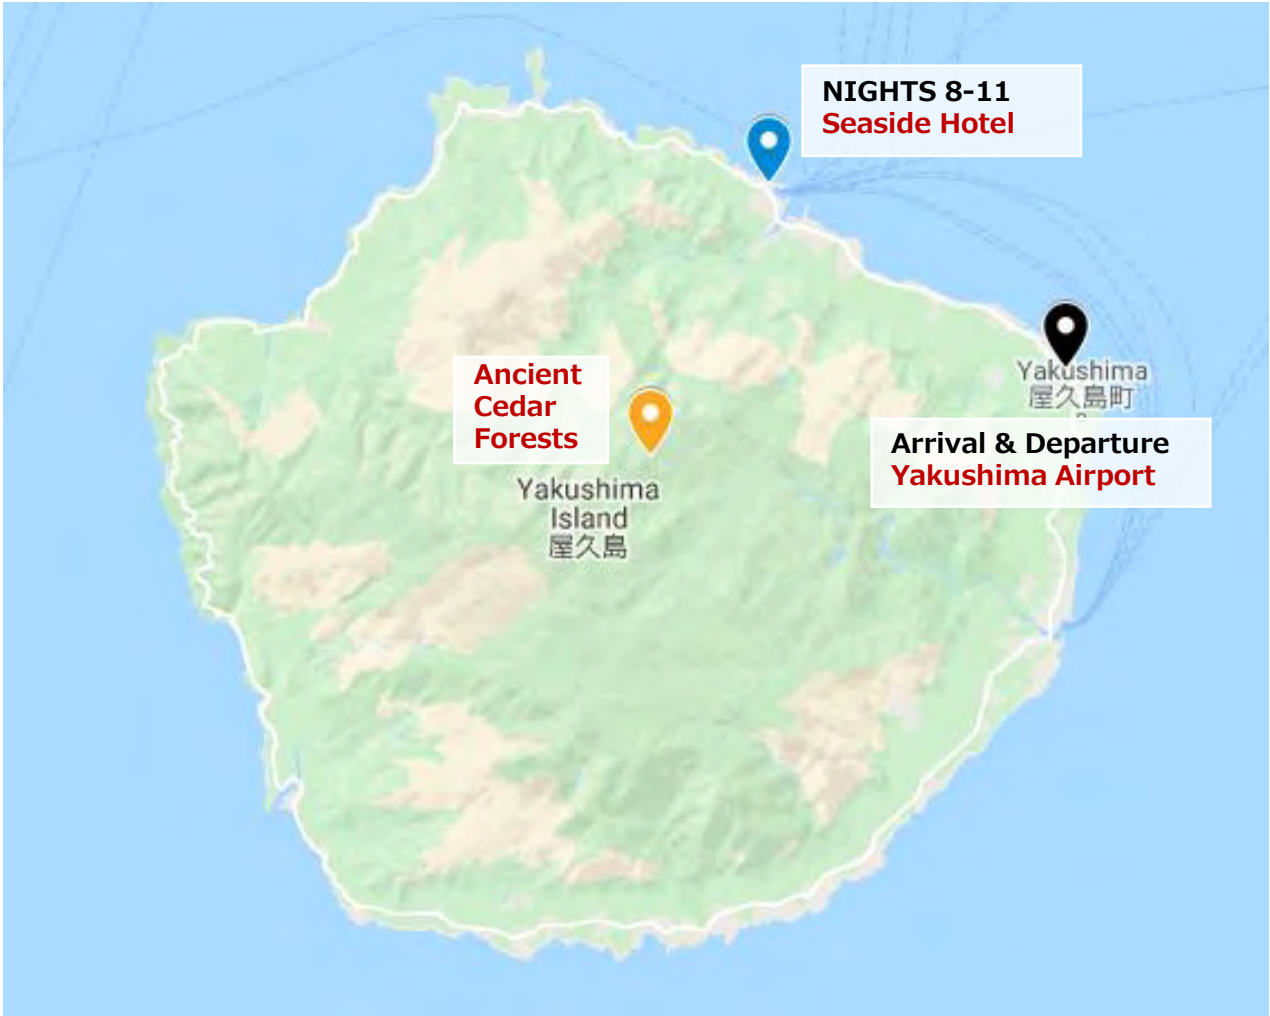 NIGHTS 8-11
Seaside Hotel
Ancient
Cedar
Forests
Yakushima
屋久島町
Arrival & Departure
Yakushima Airport
Yakushima
Island
屋久島